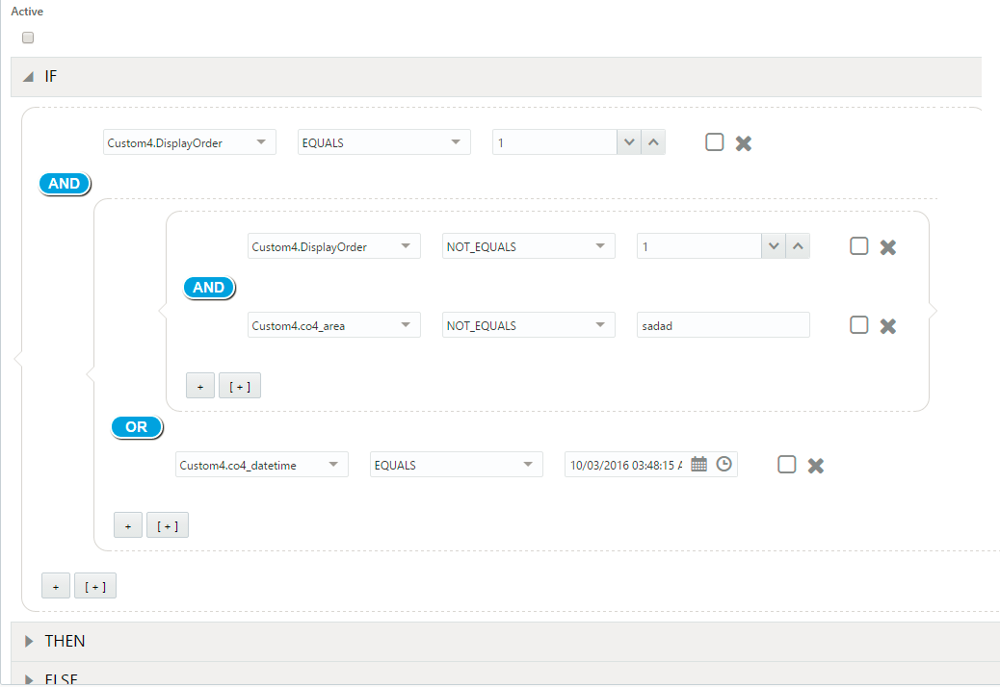 Active
IF
Custom4.DisplayOrder EQUALS 1
AND
Custom4.DisplayOrder NOT_EQUALS 1
AND
Custom4.co4_area NOT_EQUALS sadad
+ [ + ]
OR
Custom4.co4_datetime EQUALS 10/03/2016 03:48:15 A
+ [ + ]
+ [ + ]
THEN
ELSE